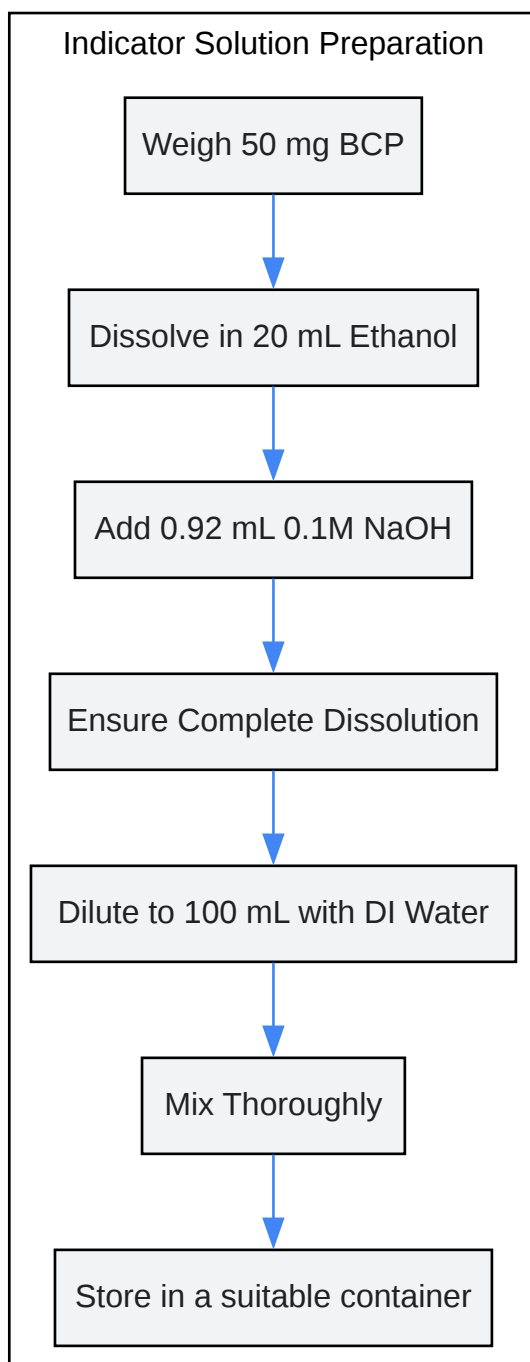 Indicator Solution Preparation
Weigh 50 mg BCP
Dissolve in 20 mL Ethanol
Add 0.92 mL 0.1M NaOH
Ensure Complete Dissolution
Dilute to 100 mL with DI Water
Mix Thoroughly
Store in a suitable container